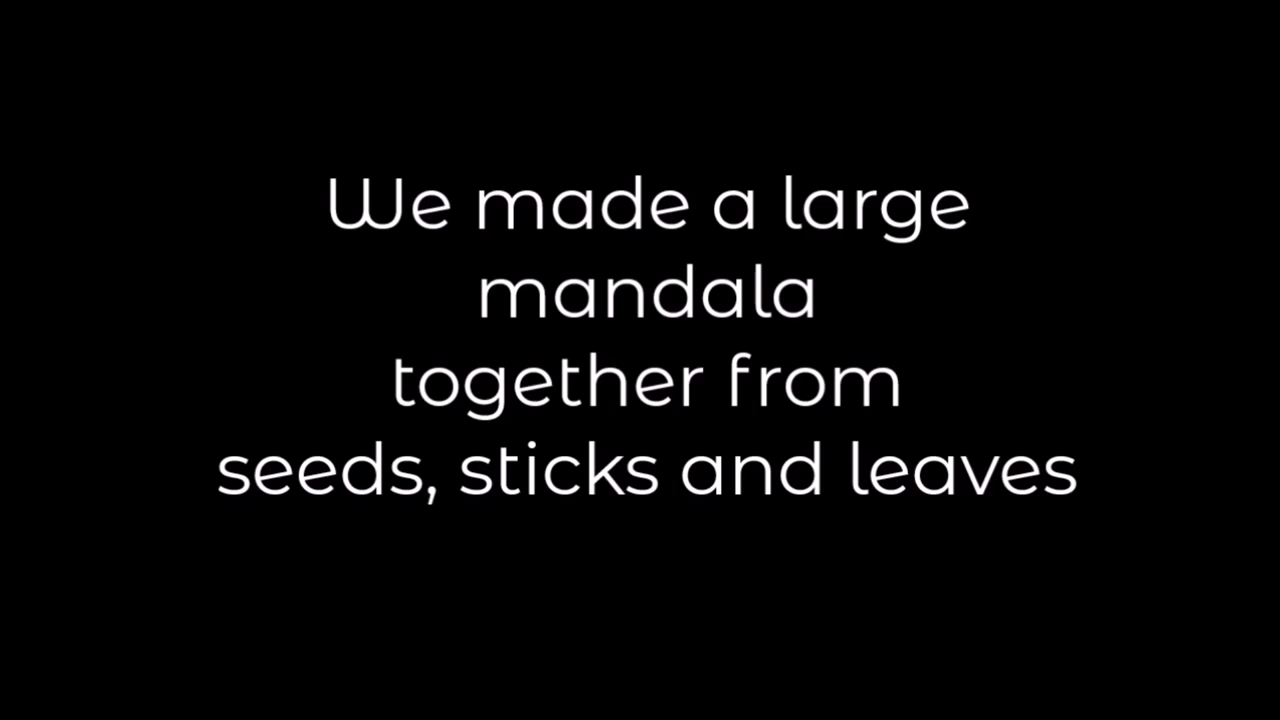 We made a large
mandala
together from
seeds, sticks and leaves